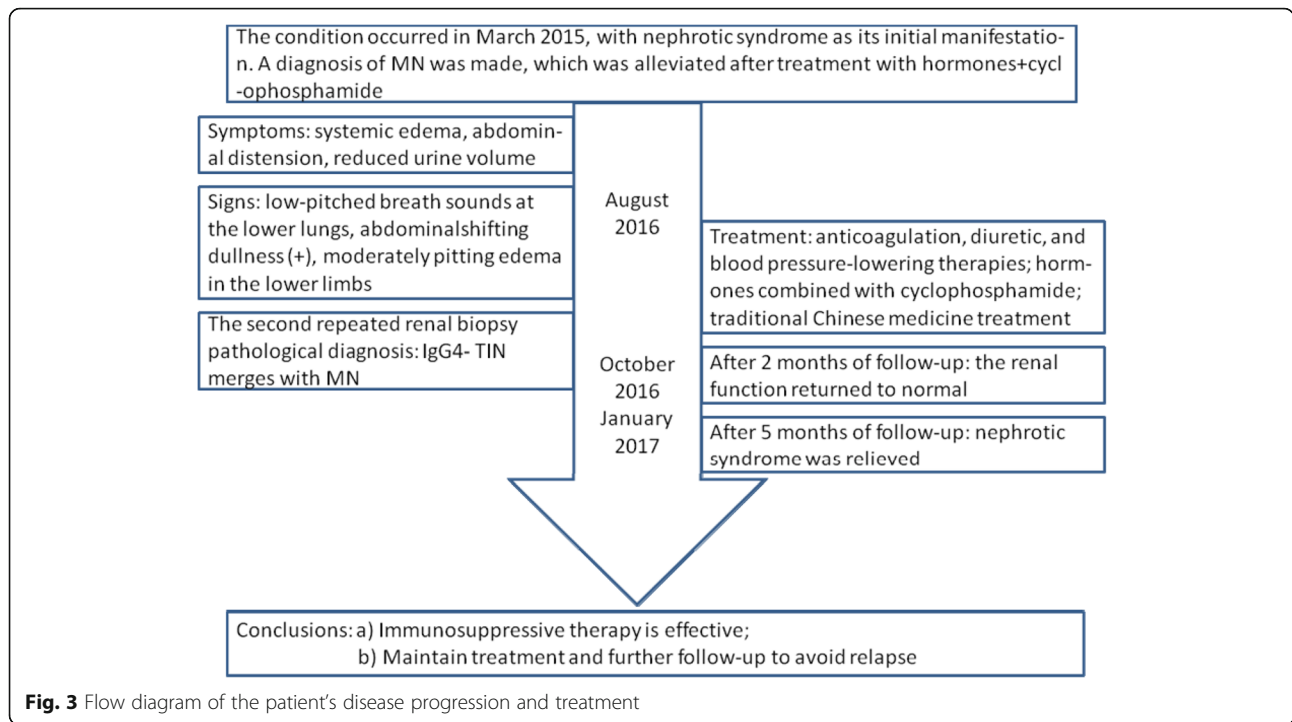 The condition occurred in March 2015, with nephrotic syndrome as its initial manifestatio-
n. A diagnosis of MN was made, which was alleviated after treatment with hormones+cycl
-ophosphamide
Symptoms: systemic edema, abdomin-
al distension, reduced urine volume
Signs: low-pitched breath sounds at
the lower lungs, abdominalshifting
dullness (+), moderately pitting edema
in the lower limbs
The second repeated renal biopsy
pathological diagnosis: IgG4- TIN
merges with MN
August
2016
October
2016
January
2017
Treatment: anticoagulation, diuretic, and
blood pressure-lowering therapies; horm-
ones combined with cyclophosphamide;
traditional Chinese medicine treatment
After 2 months of follow-up: the renal
function returned to normal
After 5 months of follow-up: nephrotic
syndrome was relieved
Conclusions: a) Immunosuppressive therapy is effective;
b) Maintain treatment and further follow-up to avoid relapse
Fig. 3 Flow diagram of the patient's disease progression and treatment